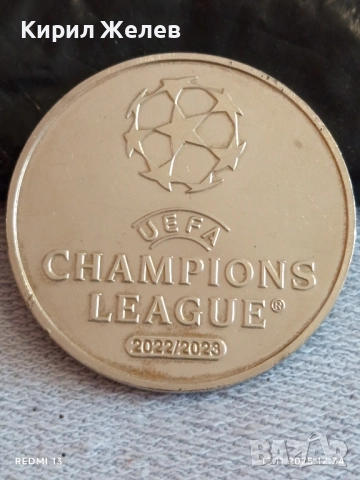 Кирил Желев
UEFA
CHAMPIONS
LEAGUE®
2022/2023
REDMI 13